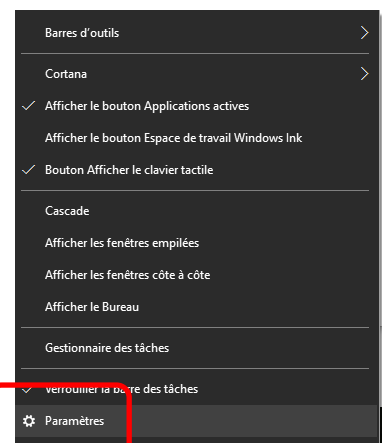 Barres d'outils
Cortana
Afficher le bouton Applications actives
Afficher le bouton Espace de travail Windows Ink
Bouton Afficher le clavier tactile
Cascade
Afficher les fenêtres empilées
Afficher les fenêtres côte à côte
Afficher le Bureau
Gestionnaire des tâches
Verrouiller la barre des tâches
Paramètres